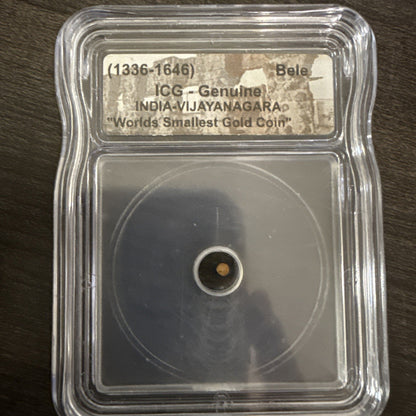 (1336-1646) Bele
ICG - Genuine
INDIA-VIJAYANAGARA
"Worlds Smallest Gold Coin"